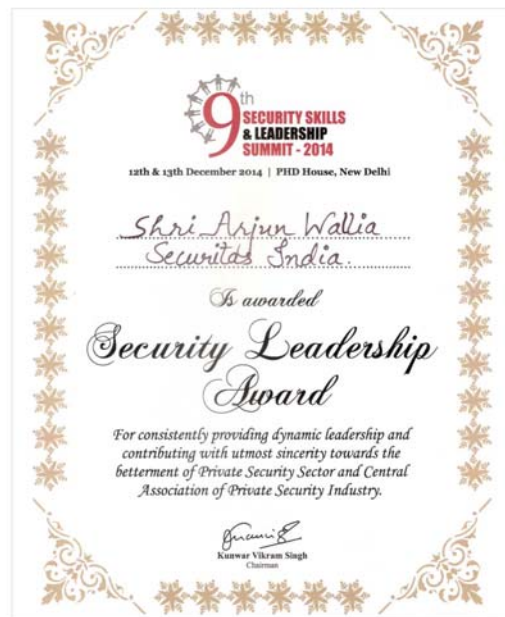 9th
SECURITY SKILLS
& LEADERSHIP
SUMMIT - 2014
12th & 13th December 2014 | PHD House, New Delhi
Shri Arjun Wallia
Securitas India.
Is awarded
Security Leadership
Award
For consistently providing dynamic leadership and
contributing with utmost sincerity towards the
betterment of Private Security Sector and Central
Association of Private Security Industry.
Kunwar Vikram Singh
Chairman